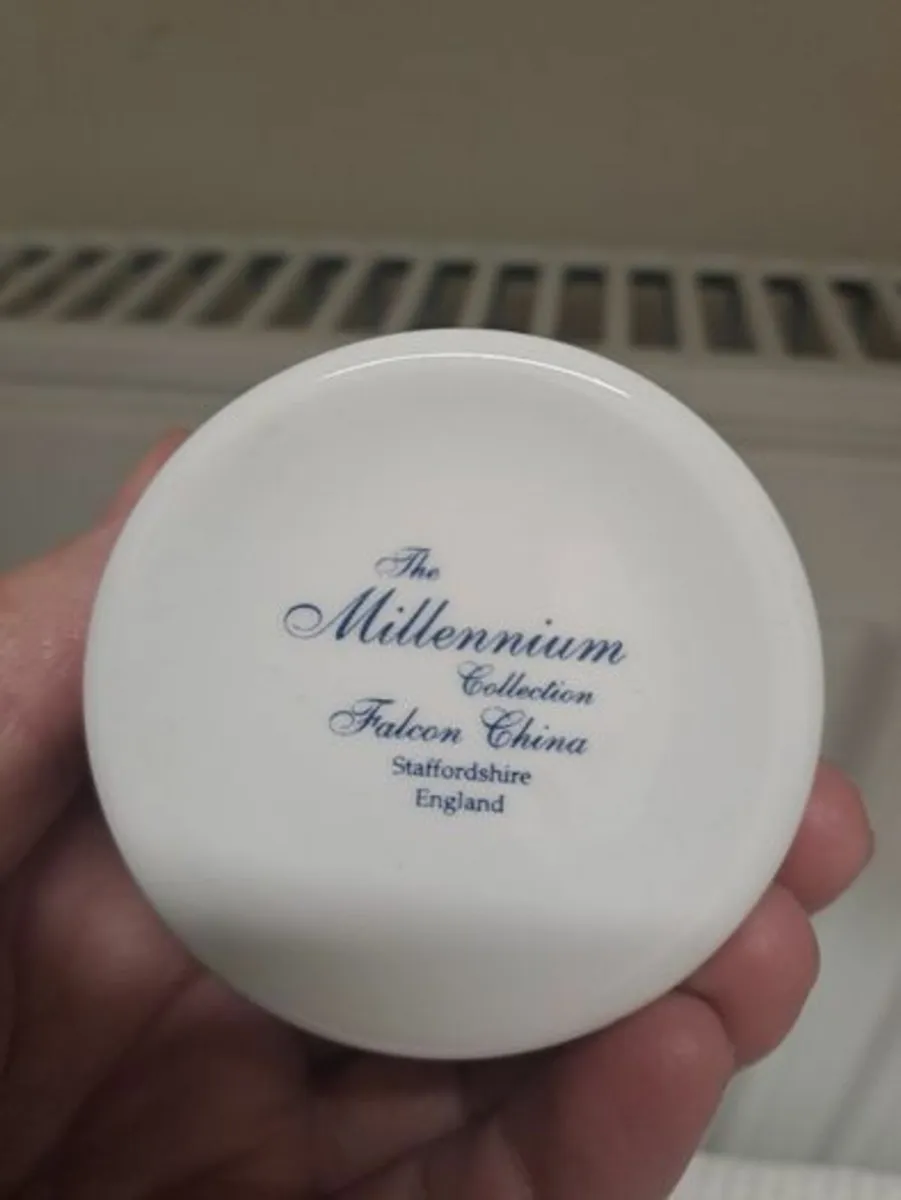 The
Millennium
Collection
Falcon China
Staffordshire
England